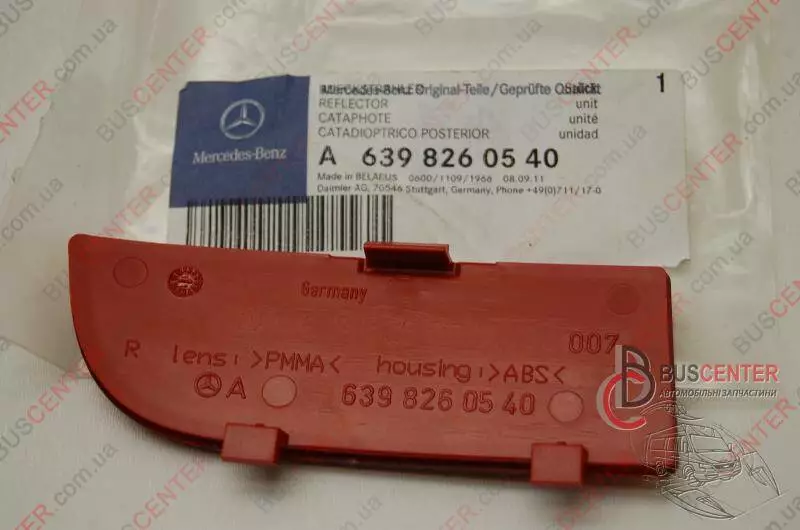 Mercedes-Benz Original-Teile/Geprüfte Qualität
1
REFLECTOR unit
CATAPHOTE unité
CATADIOPTRICO POSTERIOR unidad
Mercedes-Benz
A 639 826 05 40
Made in BELARUS 0600/1109/1966 08.09.11
Daimler AG, 70546 Stuttgart, Germany, Phone +49(0)711/17-0
Germany
007
R lens: >PMMA< housing: >ABS<
A 639 826 05 40
BUSCENTER
АВТОМОБІЛЬНІ ЗАПЧАСТИНИ
BUSCENTER.com.ua